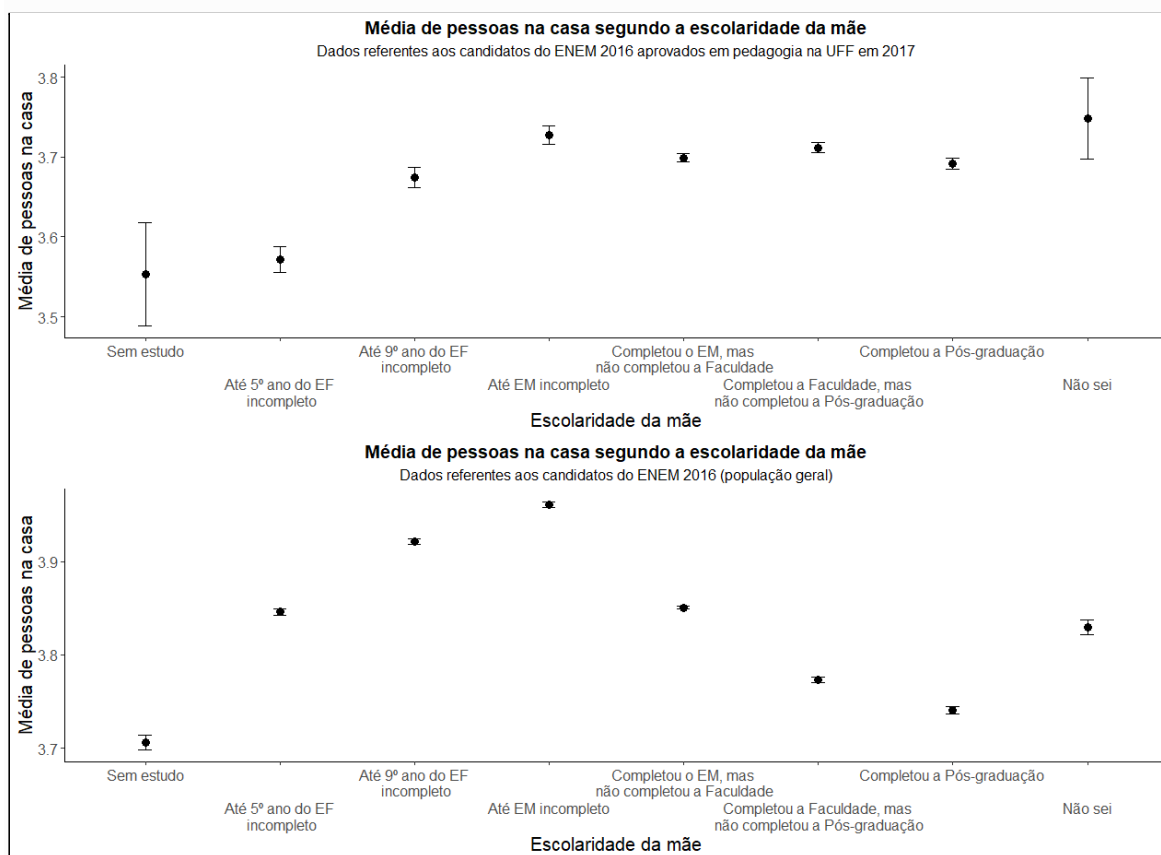 Média de pessoas na casa segundo a escolaridade da mãe
Dados referentes aos candidatos do ENEM 2016 aprovados em pedagogia na UFF em 2017
Média de pessoas na casa
3.8
3.7
3.6
3.5
Sem estudo
Até 5º ano do EF
incompleto
Até 9º ano do EF
incompleto
Até EM incompleto
Completou o EM, mas
não completou a Faculdade
Completou a Faculdade, mas
não completou a Pós-graduação
Completou a Pós-graduação
Não sei
Escolaridade da mãe
Média de pessoas na casa segundo a escolaridade da mãe
Dados referentes aos candidatos do ENEM 2016 (população geral)
Média de pessoas na casa
3.9
3.8
3.7
Sem estudo
Até 5º ano do EF
incompleto
Até 9º ano do EF
incompleto
Até EM incompleto
Completou o EM, mas
não completou a Faculdade
Completou a Faculdade, mas
não completou a Pós-graduação
Completou a Pós-graduação
Não sei
Escolaridade da mãe